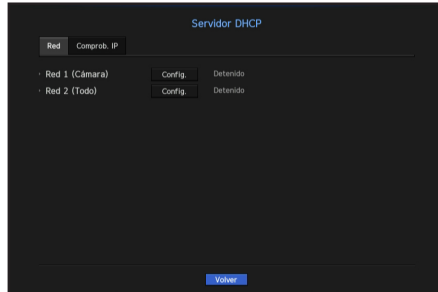 Servidor DHCP
Red Comprob. IP
Red 1 (Cámara) Config. Detenido
Red 2 (Todo) Config. Detenido
Volver